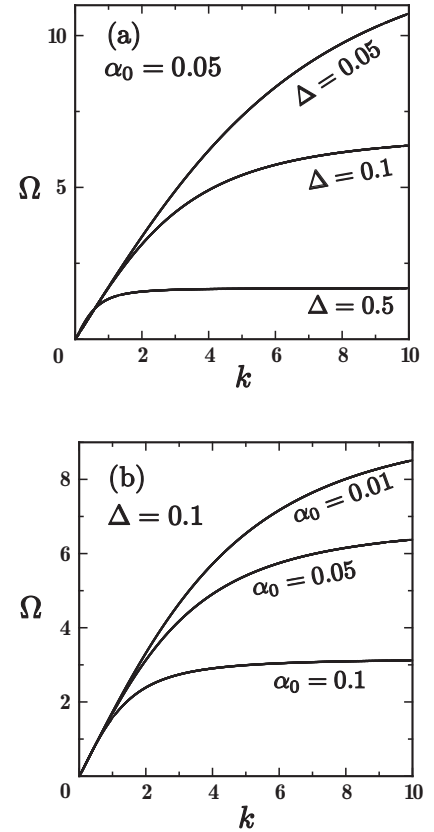 (a)
α₀ = 0.05
10
Δ = 0.05
Δ = 0.1
Ω
5
Δ = 0.5
0 2 4 6 8 10
k
(b)
Δ = 0.1
8
α₀ = 0.01
6
α₀ = 0.05
Ω
4
α₀ = 0.1
2
0 2 4 6 8 10
k